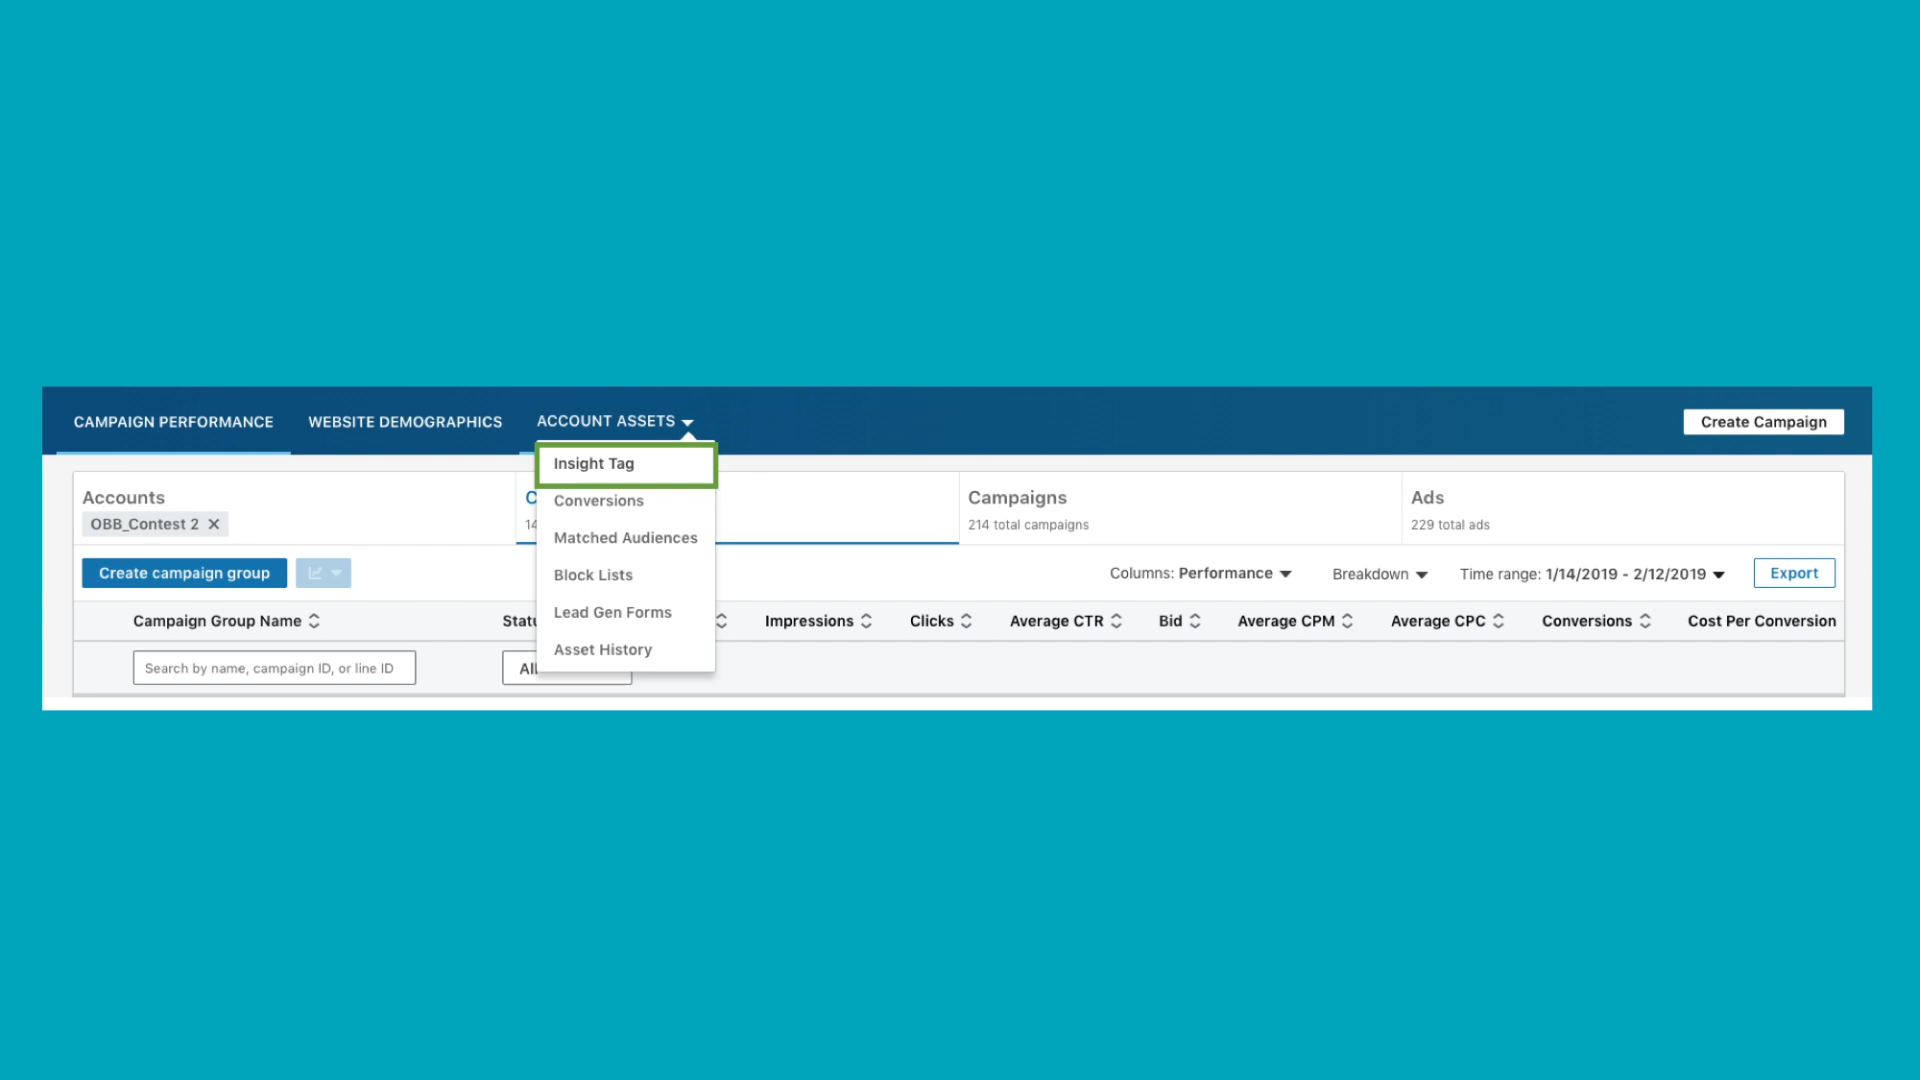 CAMPAIGN PERFORMANCE WEBSITE DEMOGRAPHICS ACCOUNT ASSETS Create Campaign
Insight Tag
Conversions
Matched Audiences
Block Lists
Lead Gen Forms
Asset History
Accounts
OBB_Contest 2
C
14
Campaigns
214 total campaigns
Ads
229 total ads
Create campaign group Columns: Performance Breakdown Time range: 1/14/2019 - 2/12/2019 Export
Campaign Group Name Impressions Clicks Average CTR Bid Average CPM Average CPC Conversions Cost Per Conversion
Search by name, campaign ID, or line ID